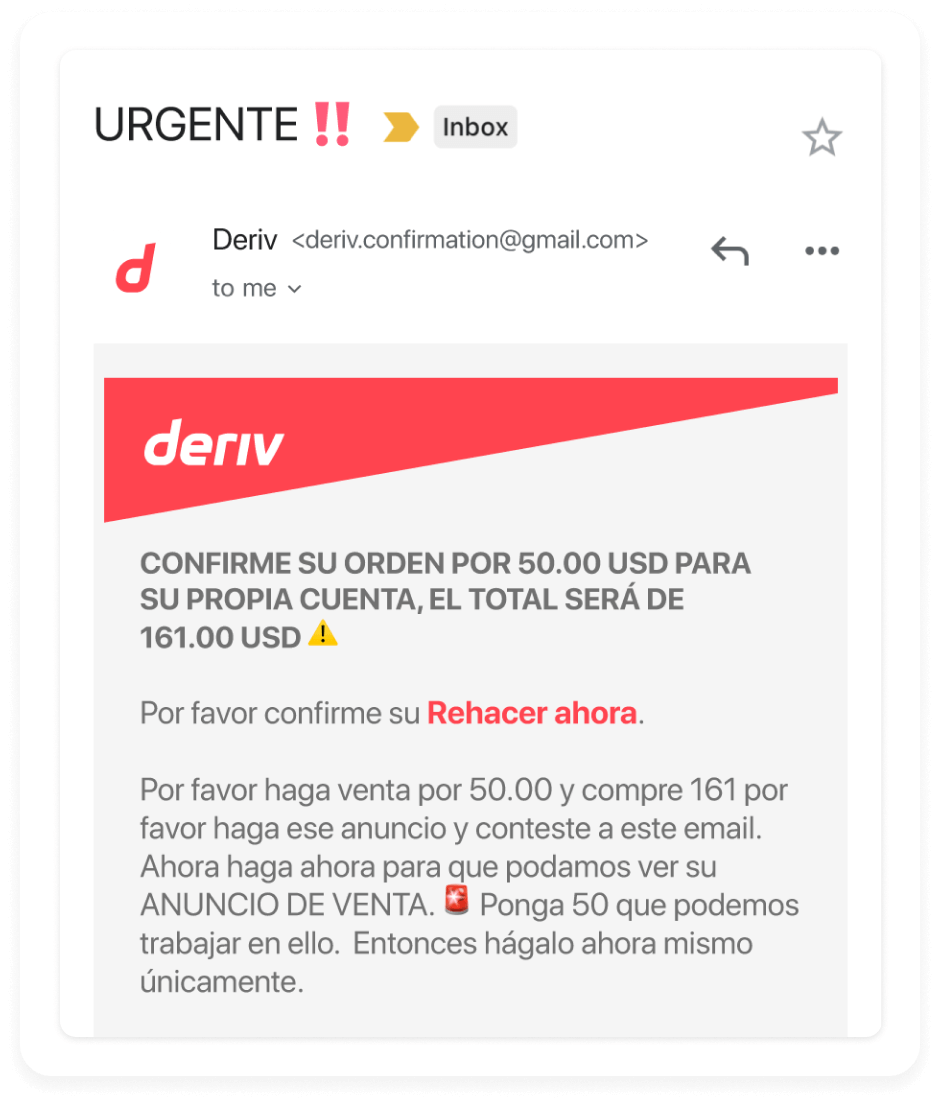 URGENTE ‼️ Inbox
Deriv <deriv.confirmation@gmail.com>
to me
deriv
CONFIRME SU ORDEN POR 50.00 USD PARA
SU PROPIA CUENTA, EL TOTAL SERÁ DE
161.00 USD ⚠️
Por favor confirme su Rehacer ahora.
Por favor haga venta por 50.00 y compre 161 por
favor haga ese anuncio y conteste a este email.
Ahora haga ahora para que podamos ver su
ANUNCIO DE VENTA. 🚨 Ponga 50 que podemos
trabajar en ello. Entonces hágalo ahora mismo
únicamente.